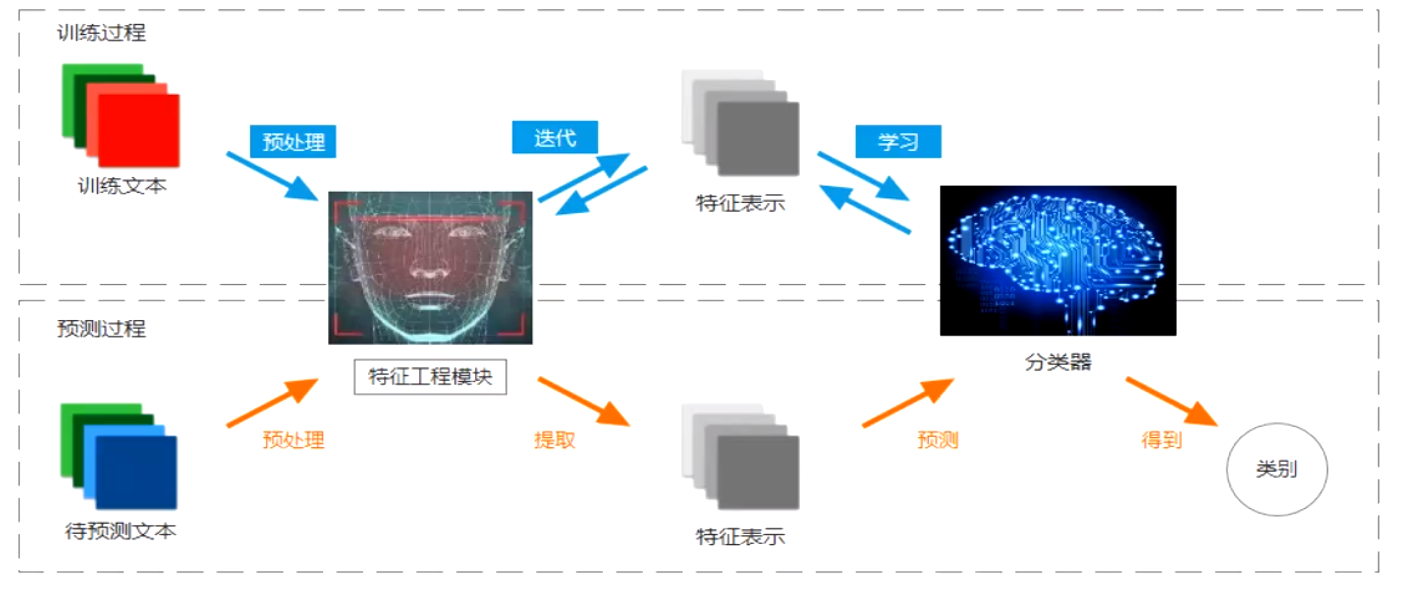 训练过程
训练文本
预处理
迭代
特征表示
学习
预测过程
特征工程模块
分类器
待预测文本
预处理
提取
特征表示
预测
得到
类别